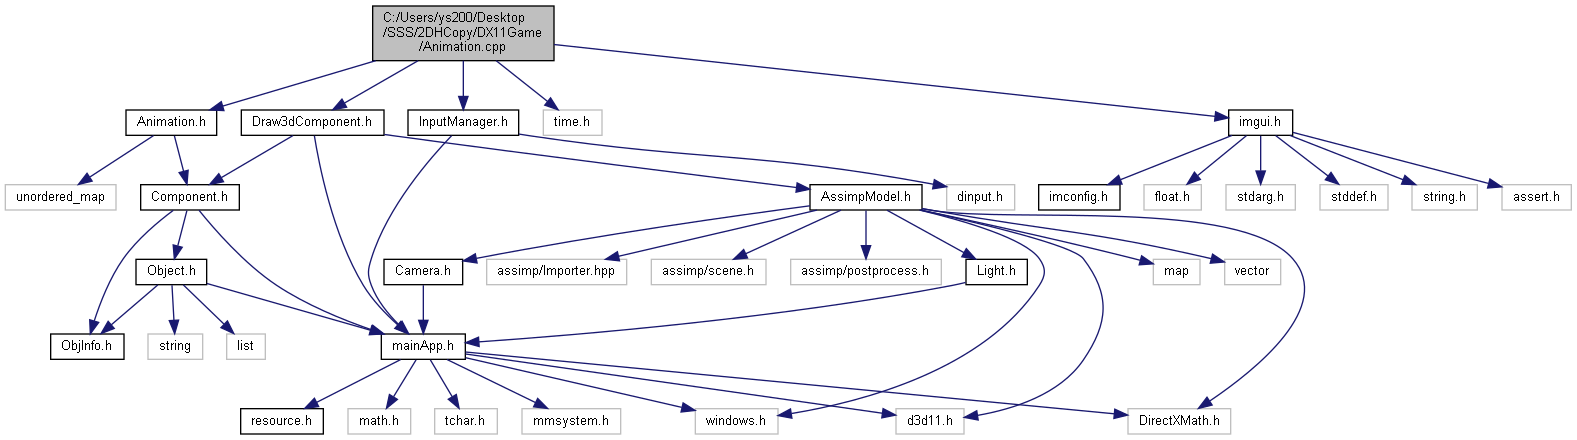 C:/Users/ys200/Desktop
/SSS/2DHCopy/DX11Game
/Animation.cpp
Animation.h
Draw3dComponent.h
InputManager.h
time.h
imgui.h
unordered_map
Component.h
AssimpModel.h
dinput.h
imconfig.h
float.h
stdarg.h
stddef.h
string.h
assert.h
Object.h
Camera.h
assimp/Importer.hpp
assimp/scene.h
assimp/postprocess.h
Light.h
map
vector
ObjInfo.h
string
list
mainApp.h
resource.h
math.h
tchar.h
mmsystem.h
windows.h
d3d11.h
DirectXMath.h